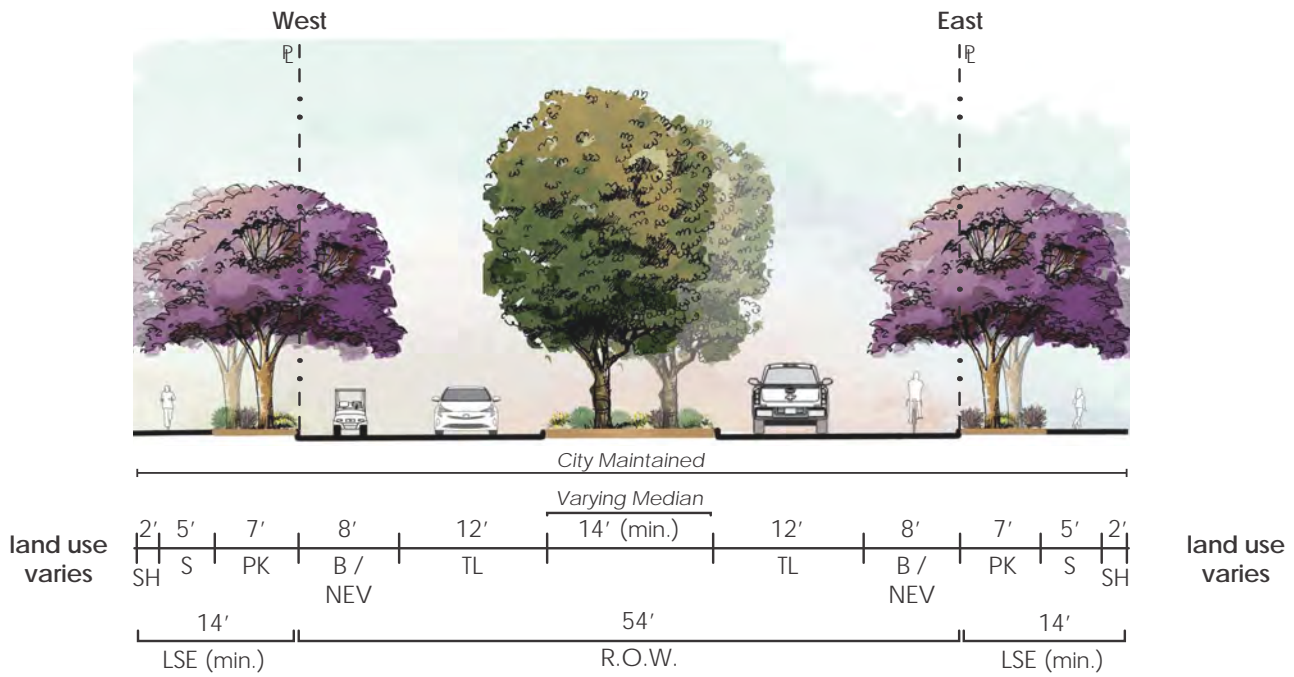 West East
℄ ℄
City Maintained
Varying Median
2' 5' 7' 8' 12' 14' (min.) 12' 8' 7' 5' 2'
land use varies
SH S PK B / NEV TL TL B / NEV PK S SH
land use varies
14' 54' 14'
LSE (min.) R.O.W. LSE (min.)